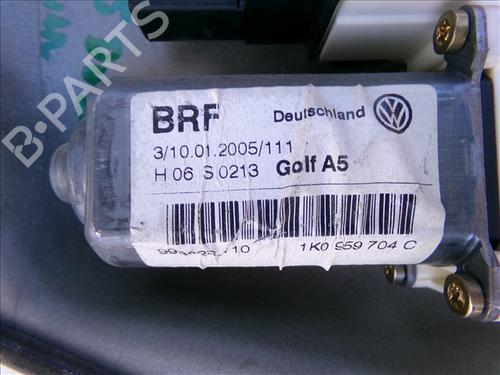 B-PARTS
BRF Deutschland
3/10.01.2005/111
H 06 S 0213 Golf A5
1K0 959 704 C